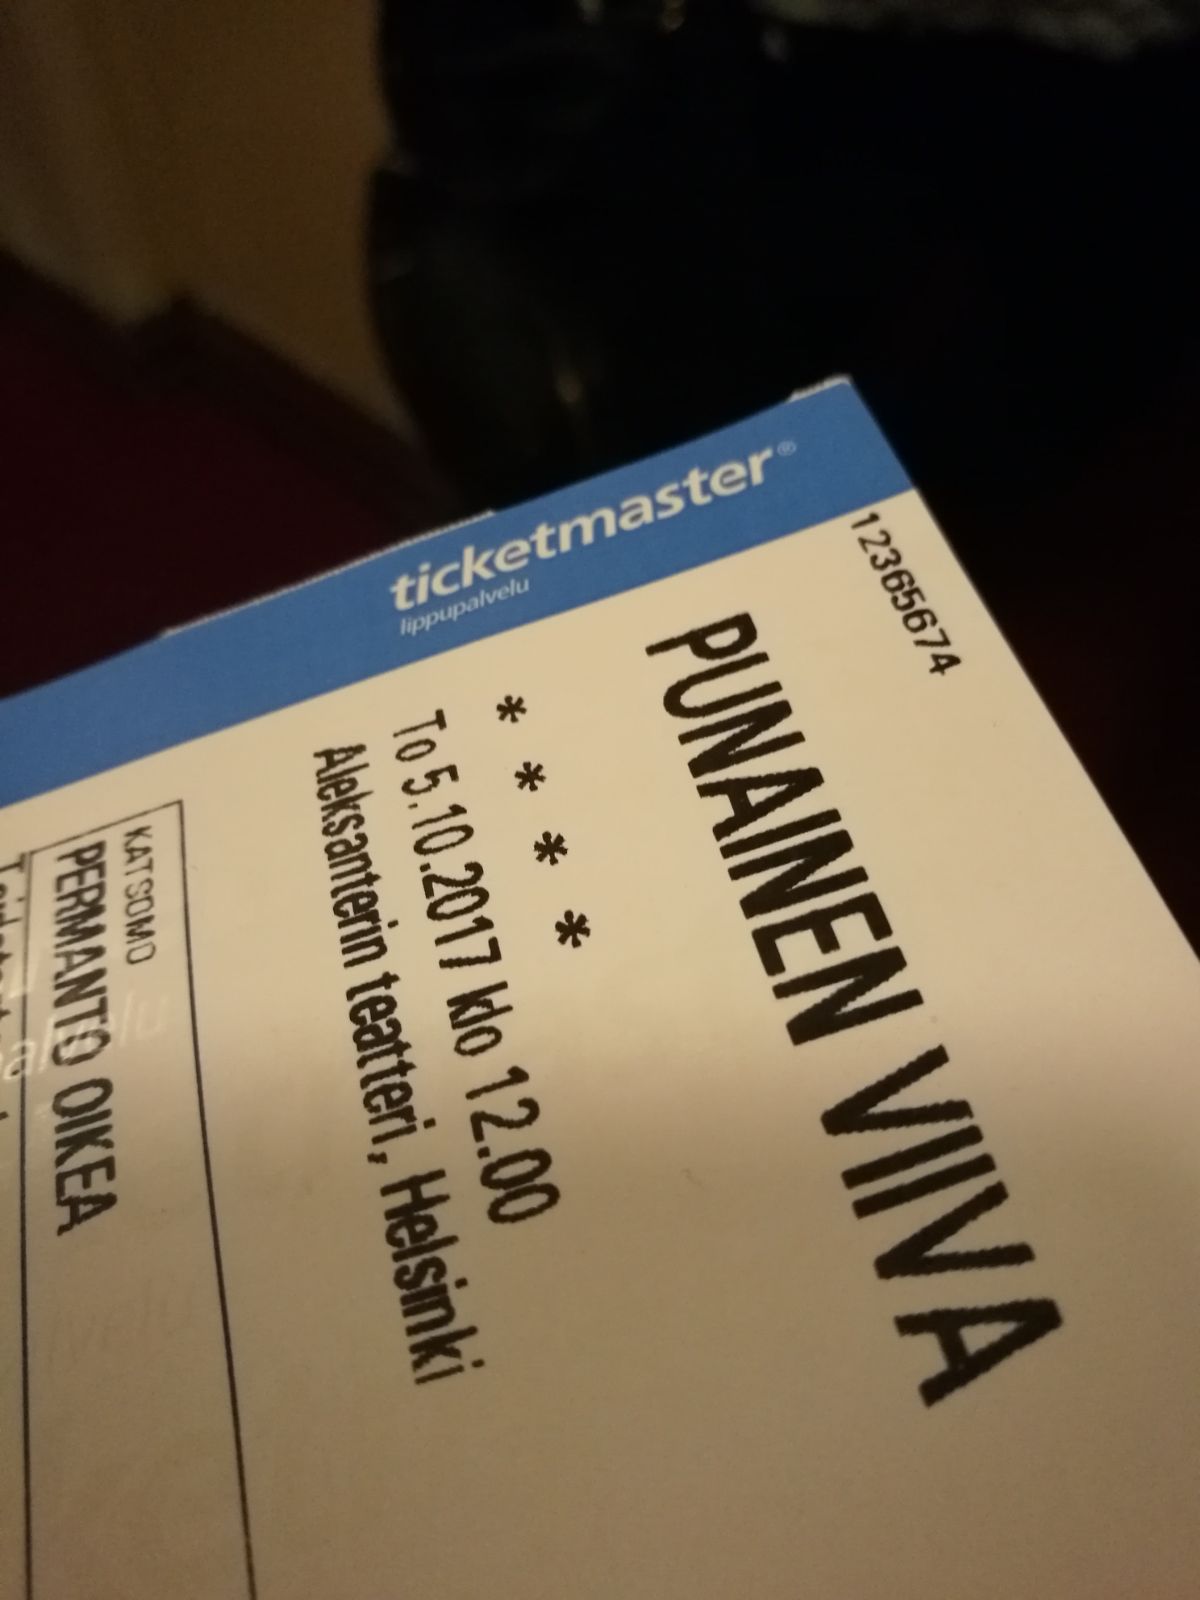 ticketmaster®
lippupalvelu
12365674
PUNAINEN VIIVA
* * * *
To 5.10.2017 klo 12.00
Aleksanterin teatteri, Helsinki
KATSOMO
PERMANTO OIKEA